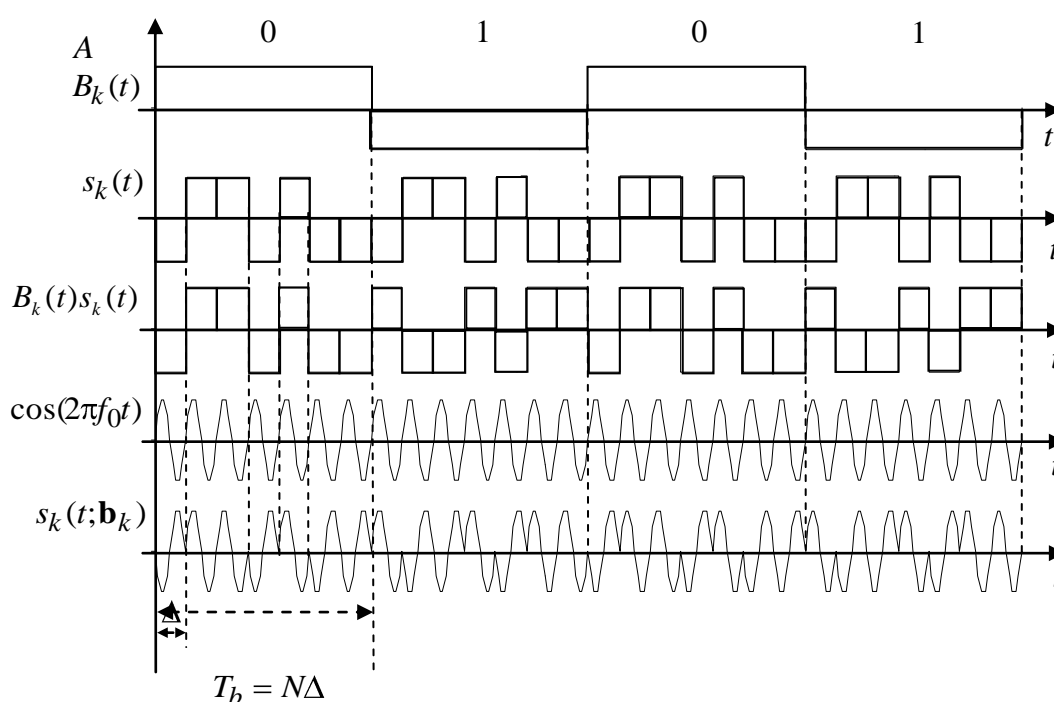 0 1 0 1
A
B_k(t)
t
s_k(t)
t
B_k(t)s_k(t)
t
cos(2πf_0t)
t
s_k(t;𝐛_k)
Δ
T_b = NΔ